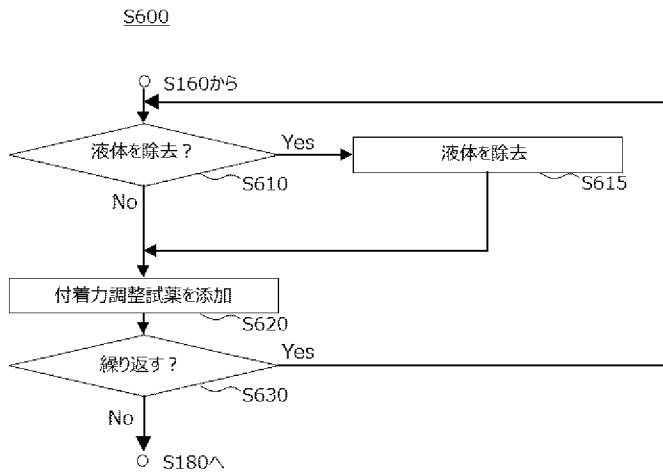 S600
S160から
液体を除去？
Yes
液体を除去
S610
S615
No
付着力調整試薬を添加
S620
繰り返す？
Yes
S630
No
S180へ